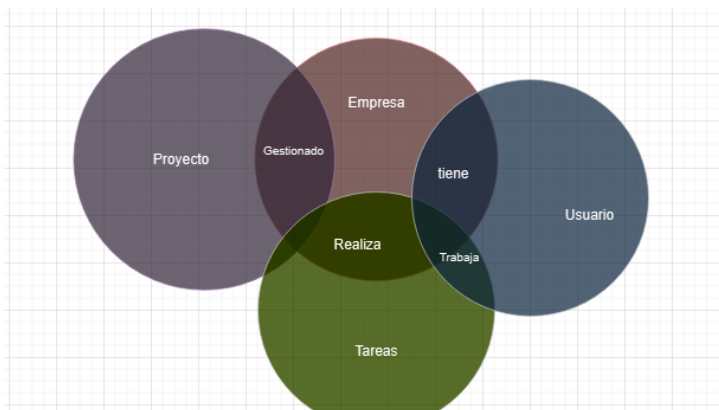 Empresa
Gestionado
Proyecto
tiene
Usuario
Realiza
Trabaja
Tareas